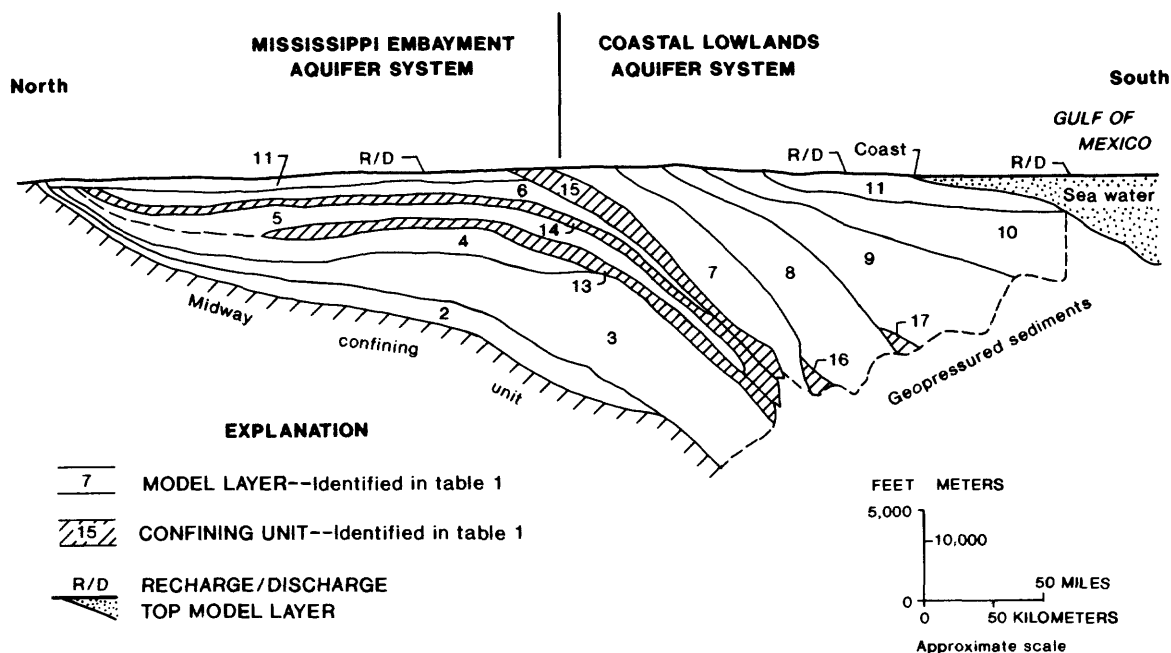 MISSISSIPPI EMBAYMENT
AQUIFER SYSTEM
COASTAL LOWLANDS
AQUIFER SYSTEM
North
South
GULF OF
MEXICO
11
R/D
R/D
Coast
R/D
6
15
11
Sea water
5
14
10
4
7
9
8
13
2
3
17
16
Midway
confining
unit
Geopressured sediments
EXPLANATION
7 MODEL LAYER--Identified in table 1
15 CONFINING UNIT--Identified in table 1
R/D RECHARGE/DISCHARGE
TOP MODEL LAYER
FEET METERS
5,000
10,000
50 MILES
0
0 50 KILOMETERS
Approximate scale